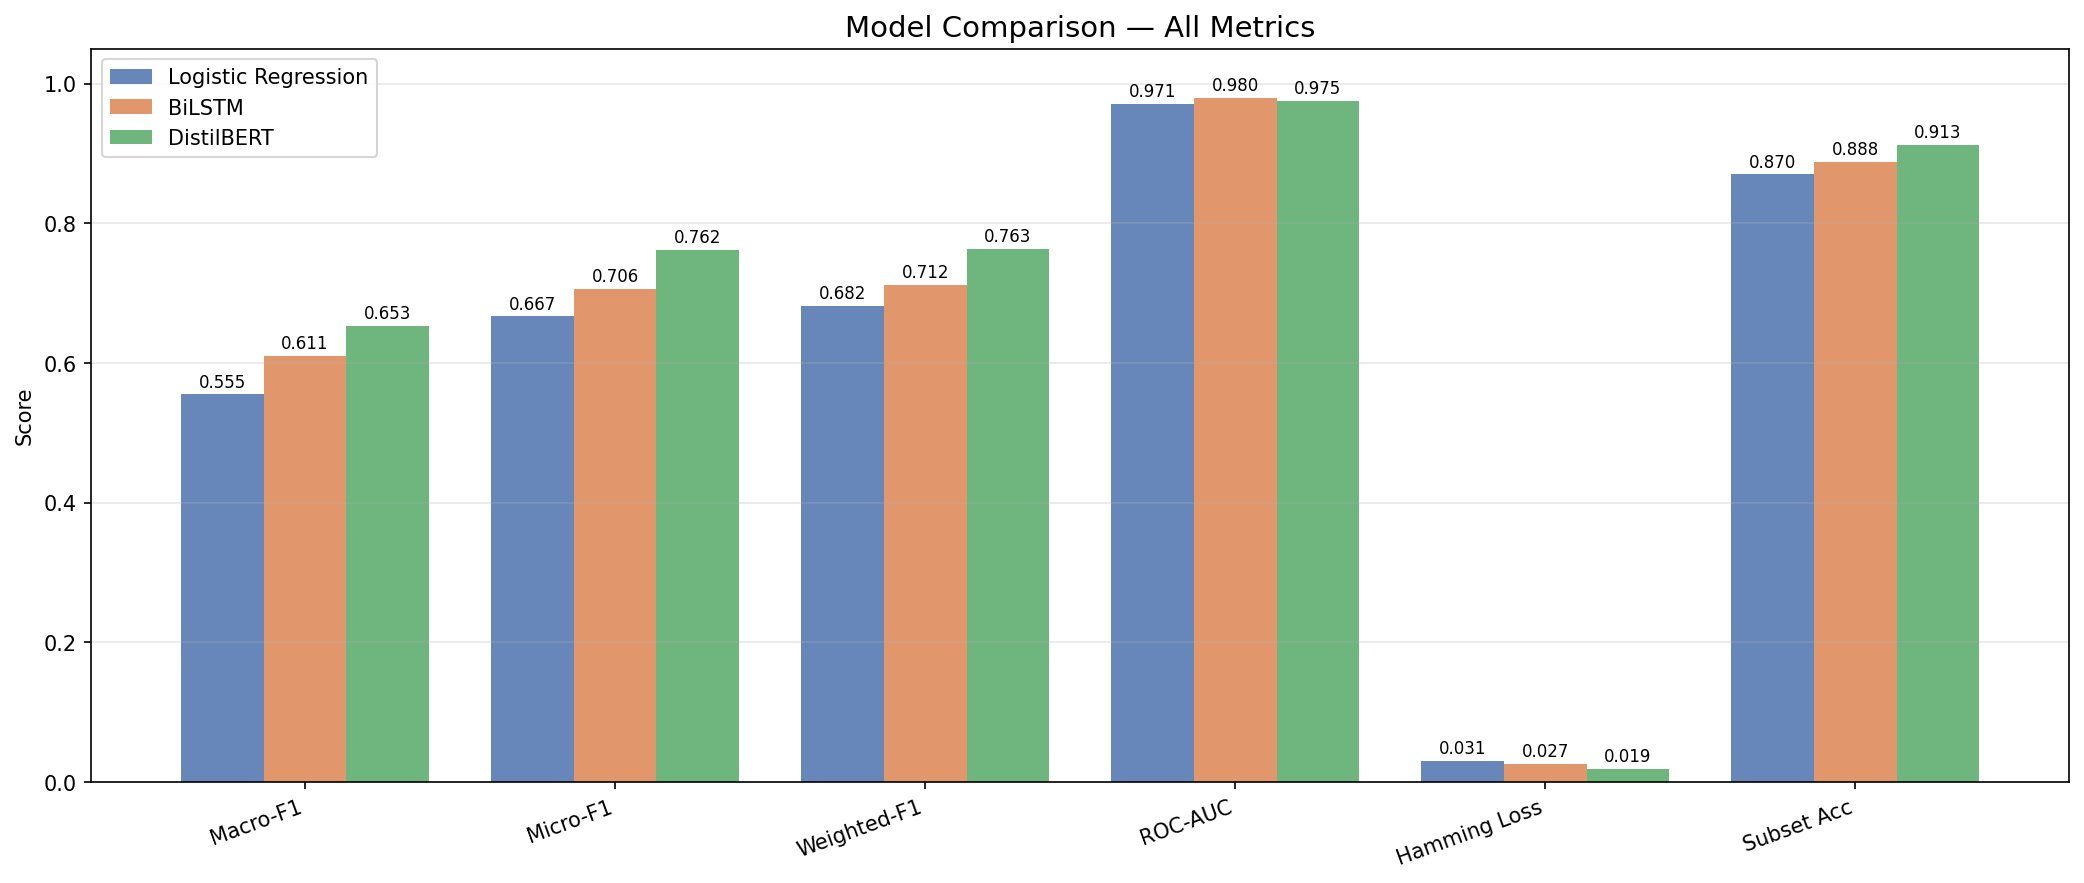 Model Comparison — All Metrics
Logistic Regression
BiLSTM
DistilBERT
Score
1.0
0.8
0.6
0.4
0.2
0.0
0.555
0.611
0.653
0.667
0.706
0.762
0.682
0.712
0.763
0.971
0.980
0.975
0.031
0.027
0.019
0.870
0.888
0.913
Macro-F1
Micro-F1
Weighted-F1
ROC-AUC
Hamming Loss
Subset Acc